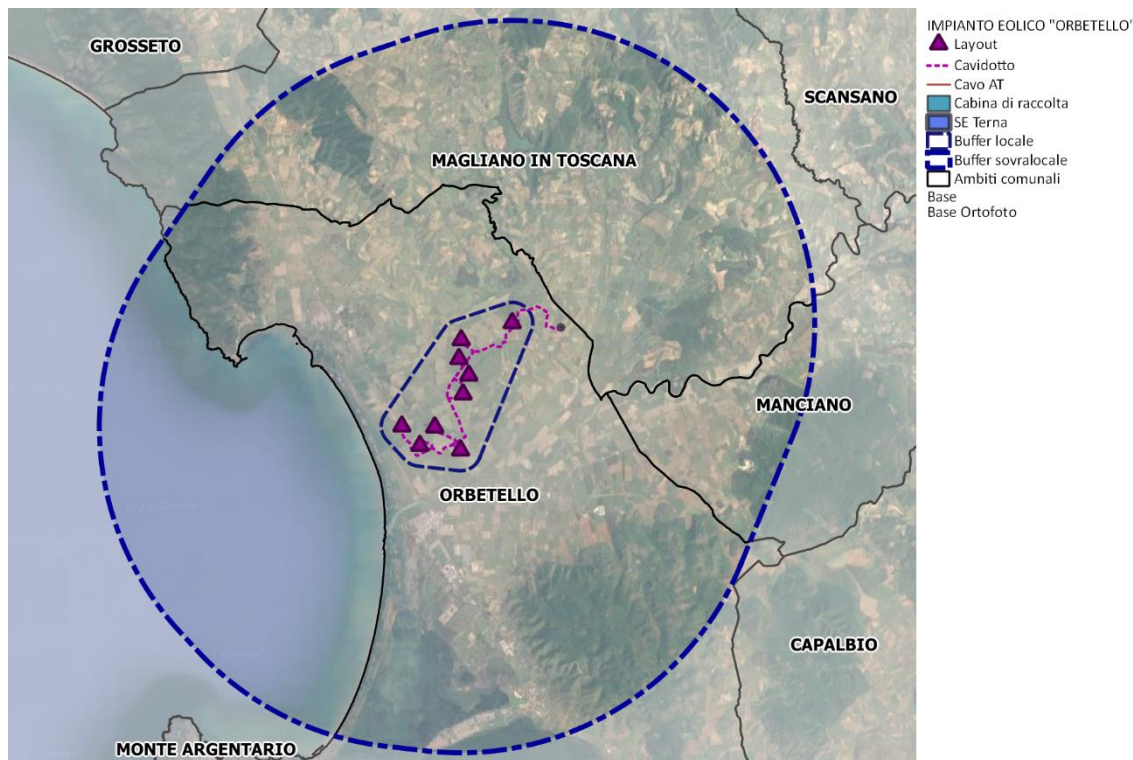 GROSSETO
SCANSANO
MAGLIANO IN TOSCANA
MANCIANO
ORBETELLO
CAPALBIO
MONTE ARGENTARIO
IMPIANTO EOLICO "ORBETELLO"
Layout
Cavidotto
Cavo AT
Cabina di raccolta
SE Terna
Buffer locale
Buffer sovralocale
Ambiti comunali
Base
Base Ortofoto